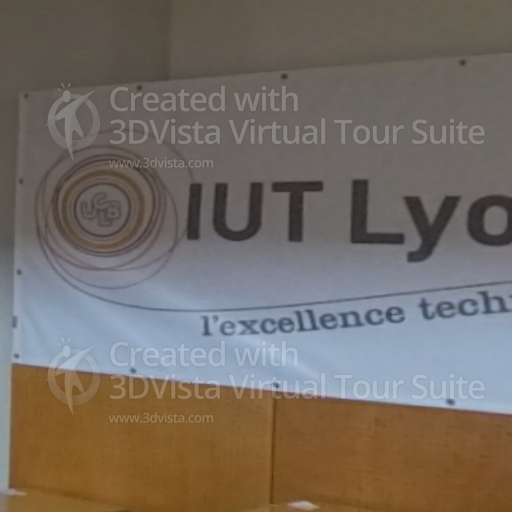 Created with
3DVista Virtual Tour Suite
www.3dvista.com
UCBL
IUT Lyo
l'excellence tech
Created with
3DVista Virtual Tour Suite
www.3dvista.com